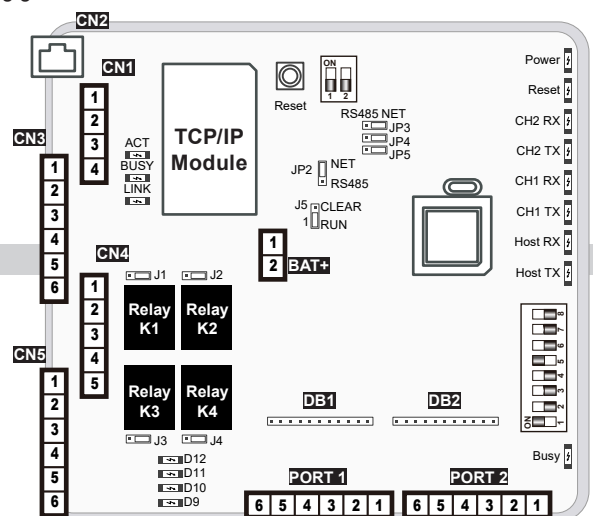 CN2
Power
CN1
ON
Reset
1 2
Reset
1
RS485 NET
CH2 RX
2
JP3
CN3
ACT
TCP/IP
Module
JP4
3
BUSY
JP5
CH2 TX
1
4
LINK
JP2
NET
RS485
CH1 RX
2
J5
CLEAR
3
1
RUN
CH1 TX
4
CN4
1
Host RX
5
2
BAT+
6
1
J1
J2
Host TX
2
Relay
K1
Relay
K2
3
8
4
7
CN5
5
6
1
Relay
K3
Relay
K4
5
2
4
3
DB1
DB2
3
J3
J4
2
4
D12
ON
1
5
D11
Busy
6
D10
PORT 1
PORT 2
D9
6 5 4 3 2 1
6 5 4 3 2 1